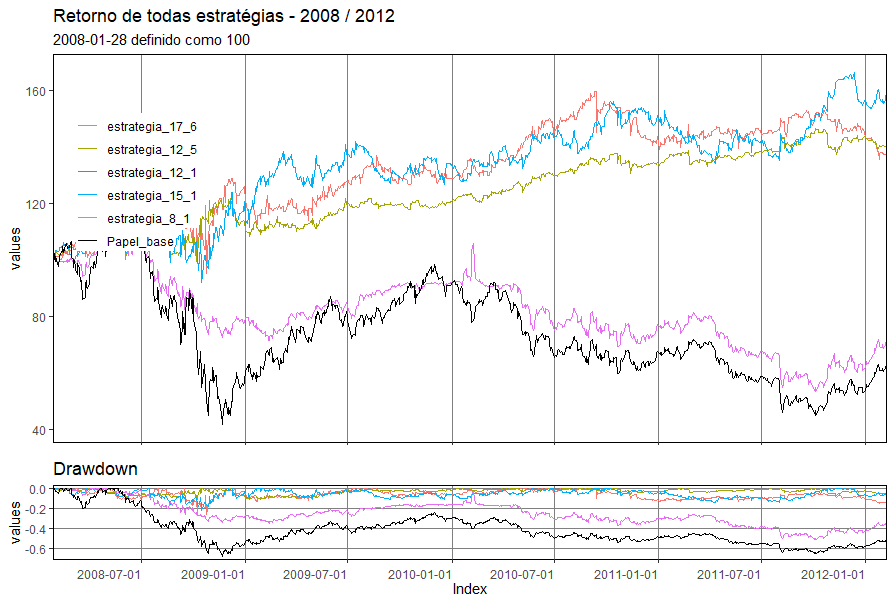 Retorno de todas estratégias - 2008 / 2012
2008-01-28 definido como 100
values
160
120
80
40
estrategia_17_6
estrategia_12_5
estrategia_12_1
estrategia_15_1
estrategia_8_1
Papel_base
Drawdown
values
0.0
-0.2
-0.4
-0.6
2008-07-01
2009-01-01
2009-07-01
2010-01-01
2010-07-01
2011-01-01
2011-07-01
2012-01-01
Index